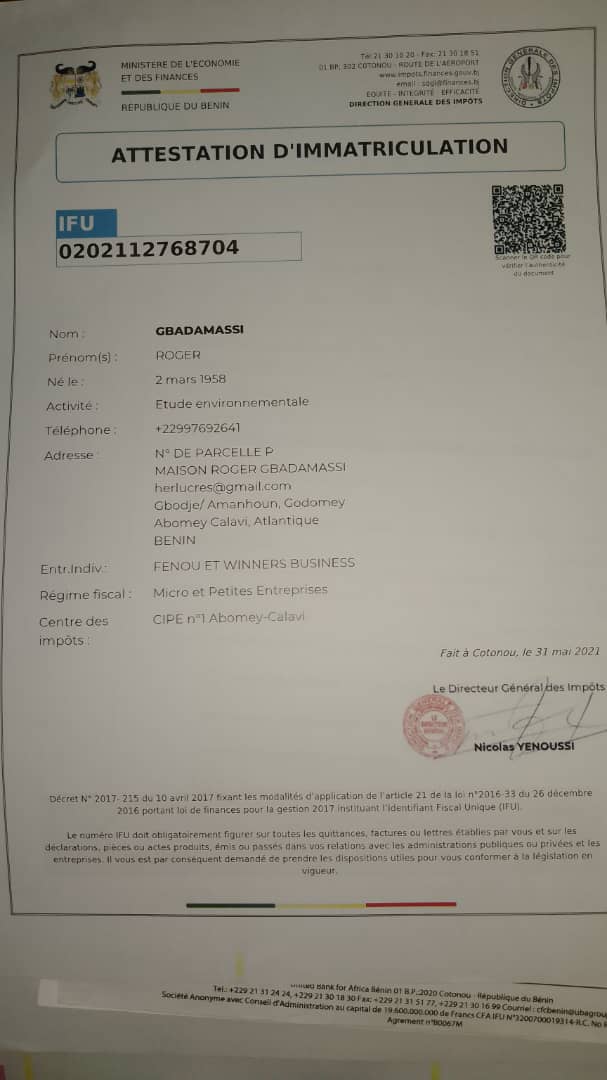 MINISTERE DE L'ECONOMIE
ET DES FINANCES
RÉPUBLIQUE DU BENIN
Tél 21 30 10 20 - Fax: 21 30 18 51
01 BP: 302 COTONOU - ROUTE DE L'AÉROPORT
www.impots.finances.gouv.bj
email : sdgi@finances.bj
EQUITE - INTEGRITE - EFFICACITÉ
DIRECTION GENERALE DES IMPÔTS
DIRECTION GÉNÉRALE DES IMPÔTS
ATTESTATION D'IMMATRICULATION
IFU
0202112768704
Scanner le QR code pour
vérifier l'authenticité
du document
Nom : GBADAMASSI
Prénom(s) : ROGER
Né le : 2 mars 1958
Activité : Etude environnementale
Téléphone : +22997692641
Adresse : N° DE PARCELLE P
MAISON ROGER GBADAMASSI
herlucres@gmail.com
Gbodje/ Amanhoun, Godomey
Abomey Calavi, Atlantique
BENIN
Entr.Indiv.: FENOU ET WINNERS BUSINESS
Régime fiscal : Micro et Petites Entreprises
Centre des CIPE n°1 Abomey-Calavi
impôts :
Fait à Cotonou, le 31 mai 2021
Le Directeur Général des Impôts
LE
DIRECTEUR
GÉNÉRAL
Nicolas YENOUSSI
Décret N° 2017- 215 du 10 avril 2017 fixant les modalités d'application de l'article 21 de la loi n°2016-33 du 26 décembre
2016 portant loi de finances pour la gestion 2017 instituant l'Identifiant Fiscal Unique (IFU).
Le numéro IFU doit obligatoirement figurer sur toutes les quittances, factures ou lettres établies par vous et sur les
déclarations, pièces ou actes produits, émis ou passés dans vos relations avec les administrations publiques ou privées et les
entreprises. Il vous est par conséquent demandé de prendre les dispositions utiles pour vous conformer à la législation en
vigueur.
United Bank for Africa Bénin 01 B.P.:2020 Cotonou - République du Bénin
Tel.: +229 21 31 24 24, +229 21 30 18 30 Fax: +229 21 31 51 77, +229 21 30 16 99 Courriel : cfcbenin@ubagrou
Société Anonyme avec Conseil d'Administration au capital de 19.600.000.000 de Francs CFA IFU N°3200700019314-R.C. No
Agrement n°B0067M